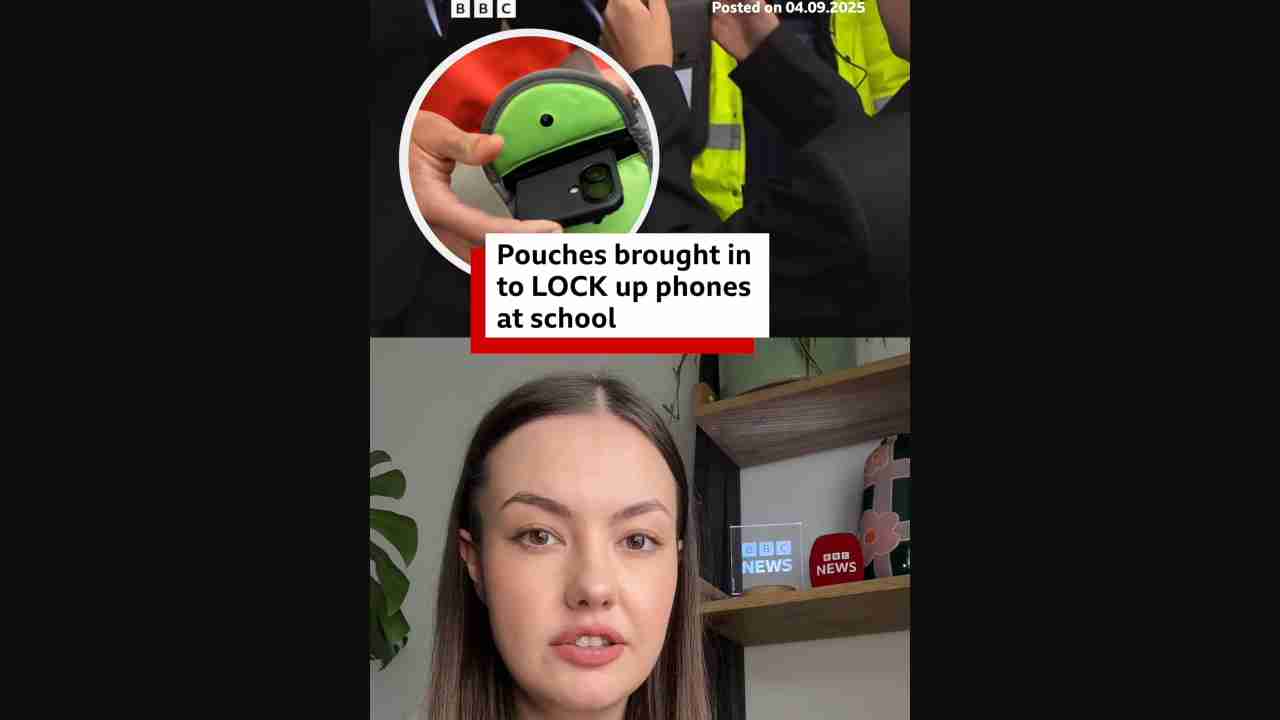 BBC
Posted on 04.09.2025
Pouches brought in
to LOCK up phones
at school
BBC
NEWS
BBC
NEWS